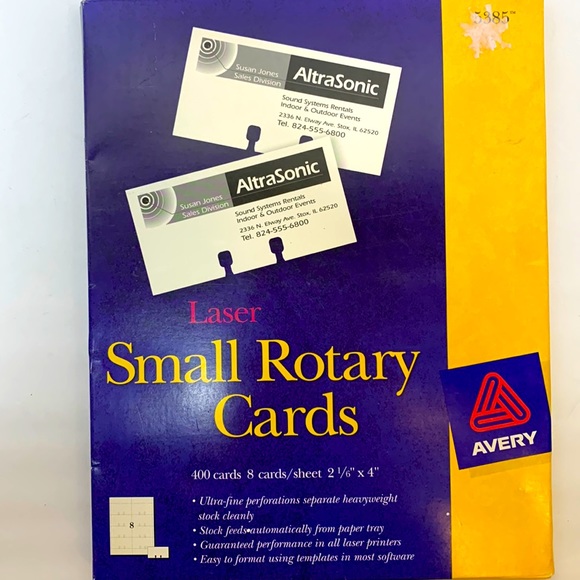 5385™
Susan Jones
Sales Division
AltraSonic
Sound Systems Rentals
Indoor & Outdoor Events
2336 N. Elway Ave. Stox, IL 62520
Tel. 824-555-6800
Susan Jones
Sales Division
AltraSonic
Sound Systems Rentals
Indoor & Outdoor Events
2336 N. Elway Ave. Stox, IL 62520
Tel. 824-555-6800
Laser
Small Rotary
Cards
AVERY
400 cards 8 cards/sheet 2 1/6" x 4"
8
• Ultra-fine perforations separate heavyweight
stock cleanly
• Stock feeds automatically from paper tray
• Guaranteed performance in all laser printers
• Easy to format using templates in most software